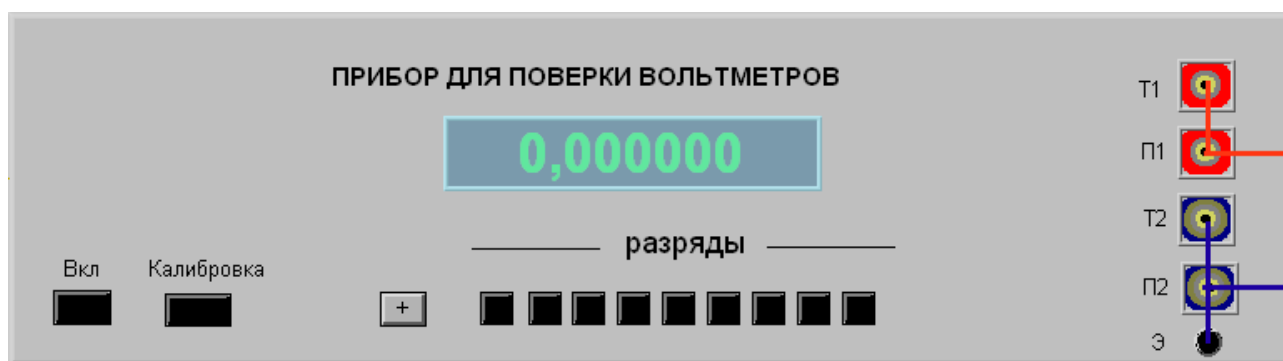 ПРИБОР ДЛЯ ПОВЕРКИ ВОЛЬТМЕТРОВ
0,000000
разряды
Вкл
Калибровка
+
Т1
П1
Т2
П2
Э